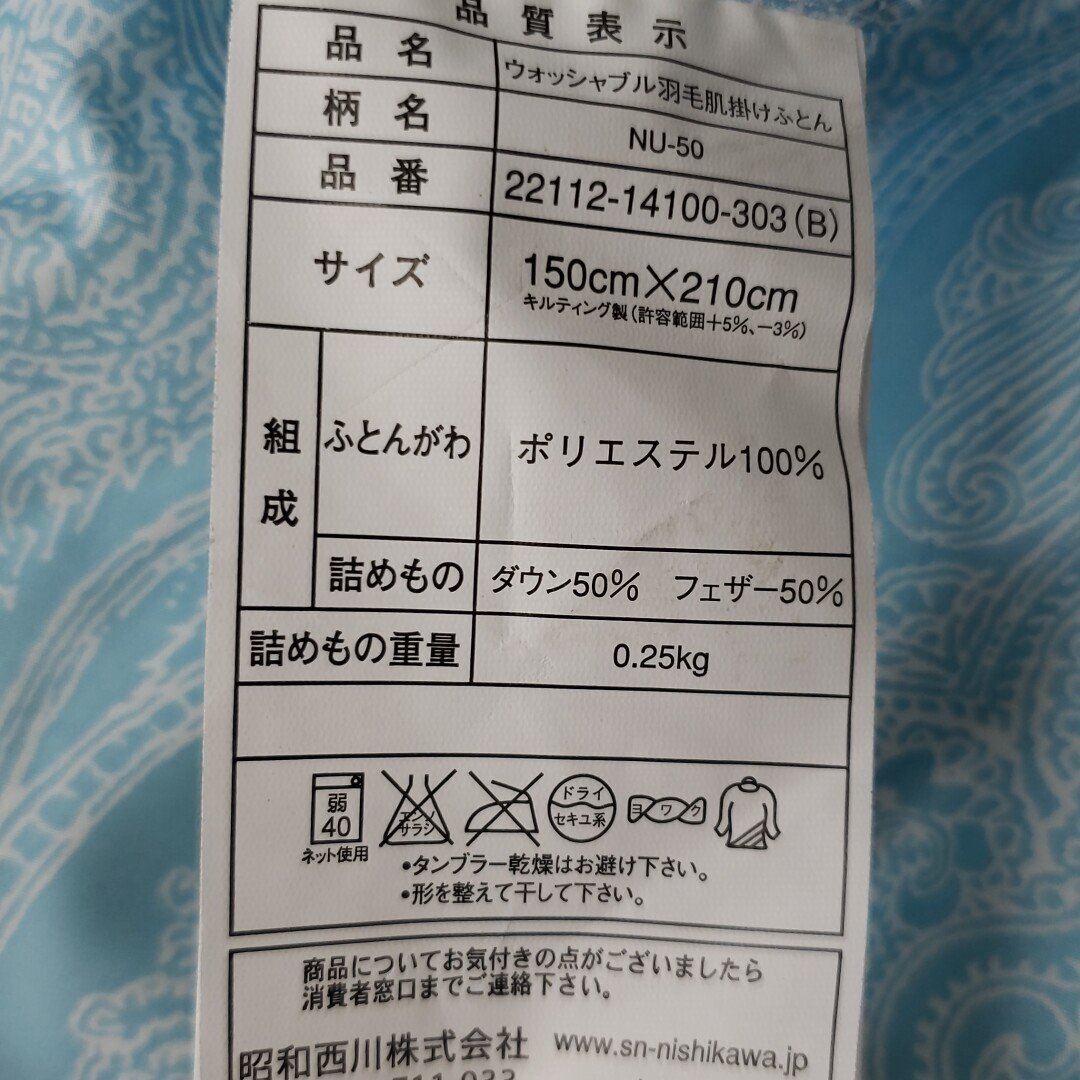 品質表示
品名 ウォッシャブル羽毛肌掛けふとん
柄名 NU-50
品番 22112-14100-303(B)
サイズ 150cm×210cm
キルティング製(許容範囲+5%、-3%)
組成 ふとんがわ ポリエステル100%
詰めもの ダウン50% フェザー50%
詰めもの重量 0.25kg
弱
40
ネット使用
エンソ
サラシ
ドライ
セキユ系
ヨワク
•タンブラー乾燥はお避け下さい。
•形を整えて干して下さい。
商品についてお気付きの点がございましたら
消費者窓口までご連絡下さい。
昭和西川株式会社 www.sn-nishikawa.jp